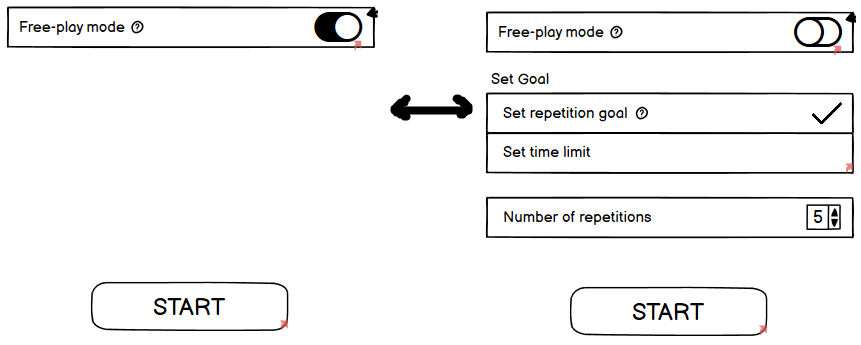 Free-play mode ?
START
Free-play mode ?
Set Goal
Set repetition goal ?
Set time limit
Number of repetitions 5
START